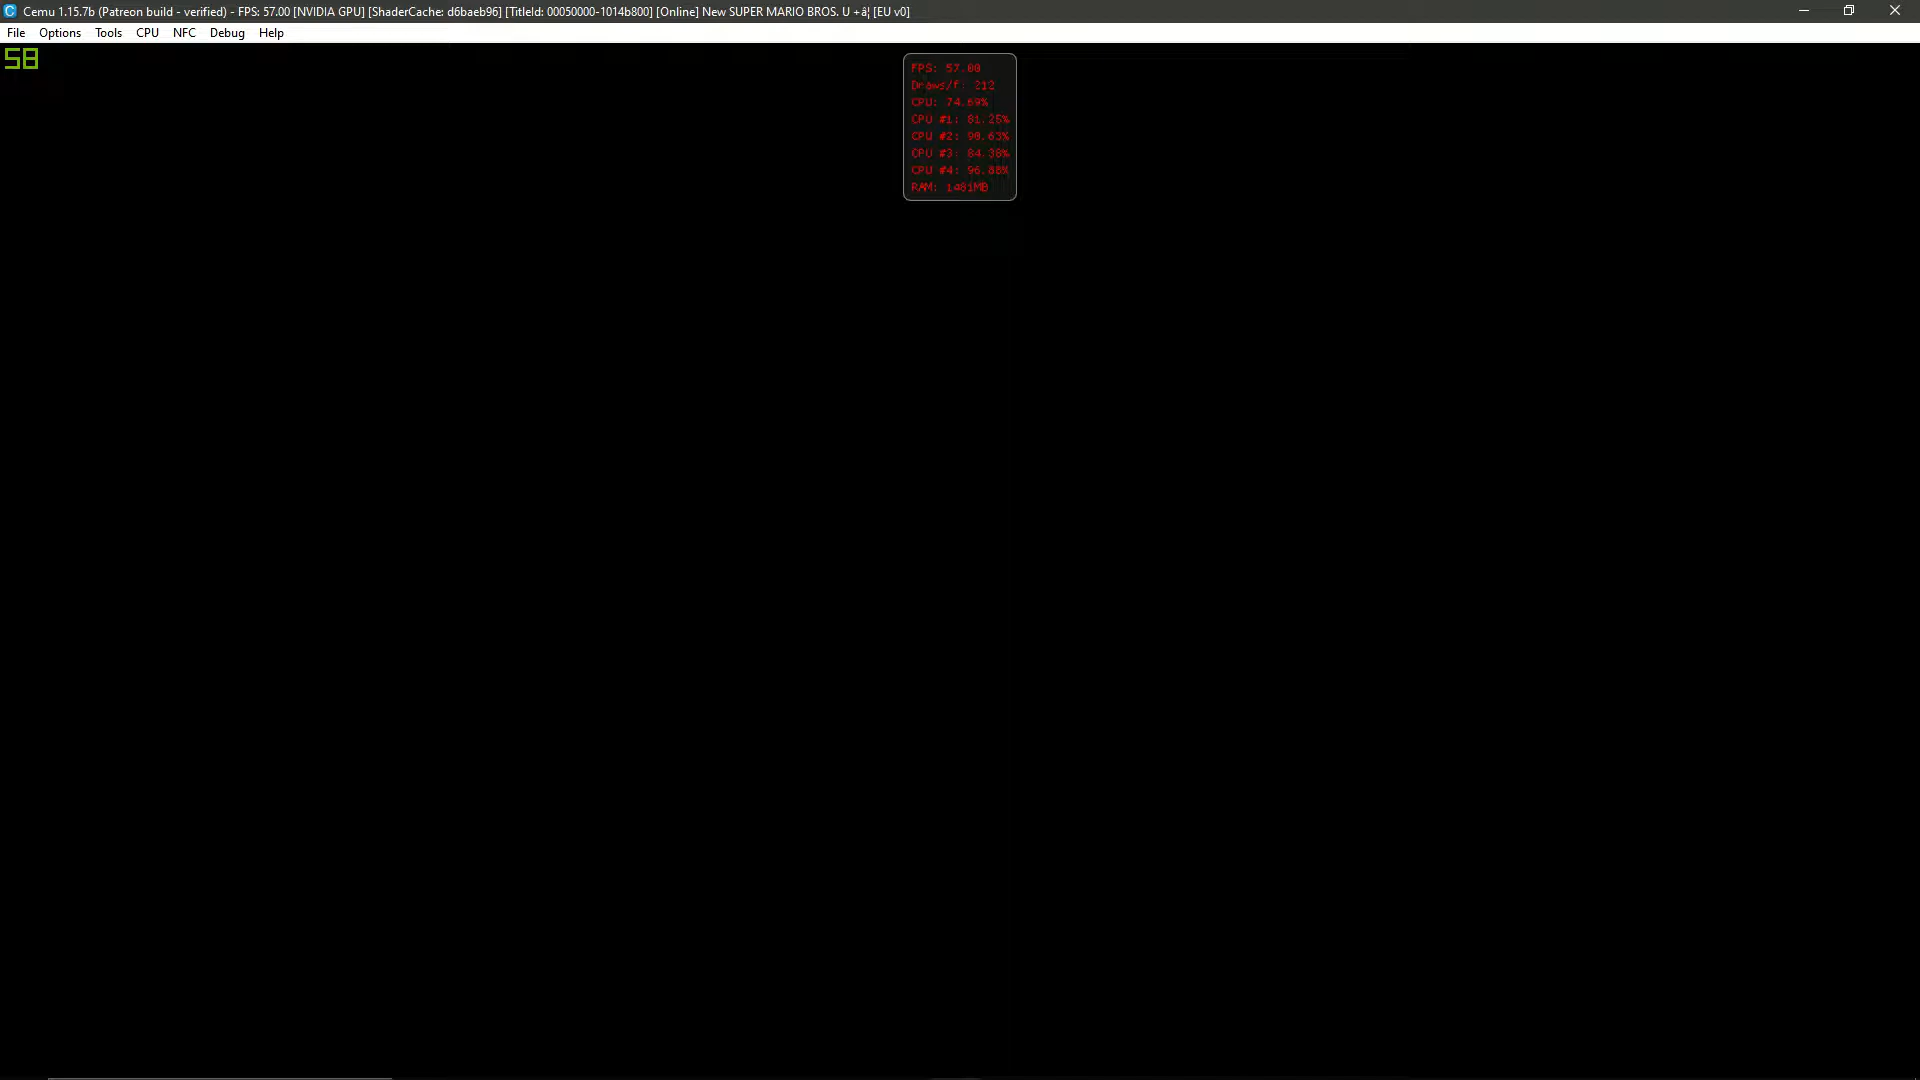 Cemu 1.15.7b (Patreon build - verified) - FPS: 57.00 [NVIDIA GPU] [ShaderCache: d6baeb96] [TitleId: 00050000-1014b800] [Online] New SUPER MARIO BROS. U +â¦ [EU v0]
File Options Tools CPU NFC Debug Help
58
FPS: 57.00
Draws/f: 212
CPU: 74.69%
CPU #1: 81.25%
CPU #2: 90.63%
CPU #3: 84.38%
CPU #4: 96.88%
RAM: 1481MB